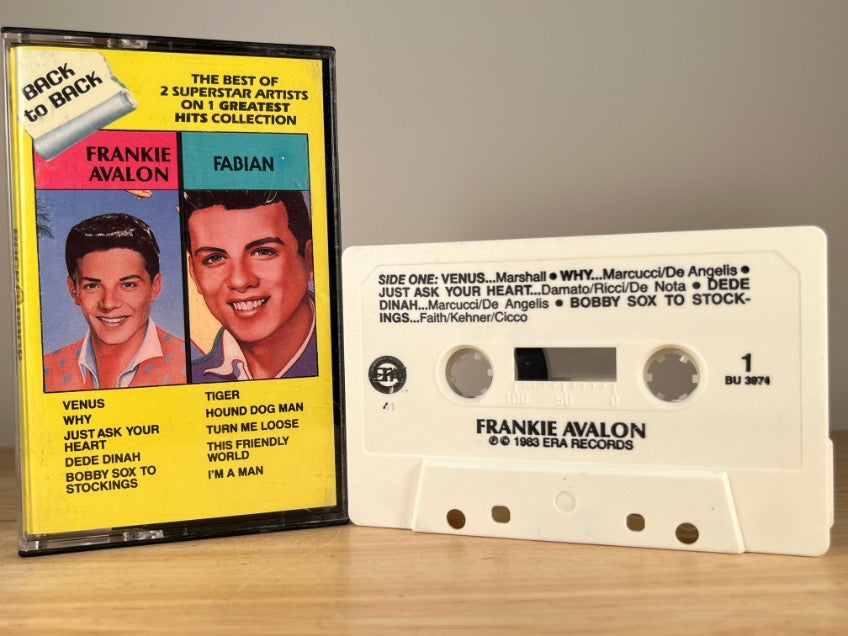 BACK
to BACK
THE BEST OF
2 SUPERSTAR ARTISTS
ON 1 GREATEST
HITS COLLECTION
FRANKIE
AVALON
FABIAN
VENUS
WHY
JUST ASK YOUR
HEART
DEDE DINAH
BOBBY SOX TO
STOCKINGS
TIGER
HOUND DOG MAN
TURN ME LOOSE
THIS FRIENDLY
WORLD
I'M A MAN
SIDE ONE: VENUS...Marshall ● WHY...Marcucci/De Angelis ●
JUST ASK YOUR HEART...Damato/Ricci/De Nota ● DEDE
DINAH...Marcucci/De Angelis ● BOBBY SOX TO STOCK-
INGS...Faith/Kehner/Cicco
1
BU 3974
41
100 50 0
FRANKIE AVALON
℗ © 1983 ERA RECORDS